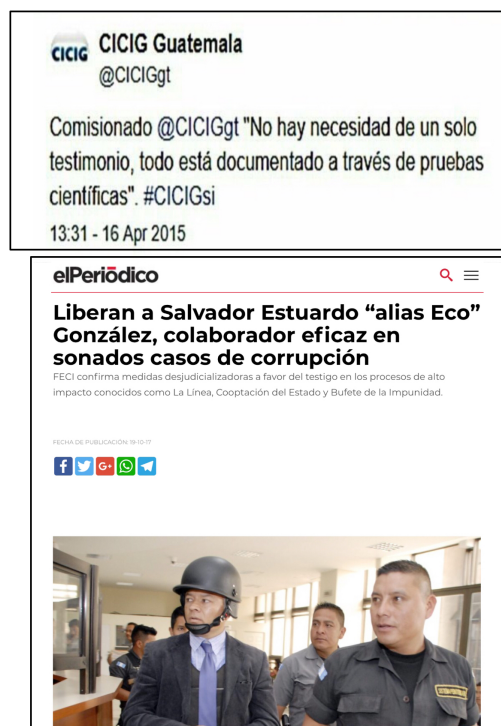 CICIG
CICIG Guatemala
@CICIGgt
Comisionado @CICIGgt "No hay necesidad de un solo
testimonio, todo está documentado a través de pruebas
científicas". #CICIGsi
13:31 - 16 Apr 2015
elPeriōdico
Liberan a Salvador Estuardo “alias Eco”
González, colaborador eficaz en
sonados casos de corrupción
FECI confirma medidas desjudicializadoras a favor del testigo en los procesos de alto
impacto conocidos como La Línea, Cooptación del Estado y Bufete de la Impunidad.
FECHA DE PUBLICACIÓN: 19-10-17